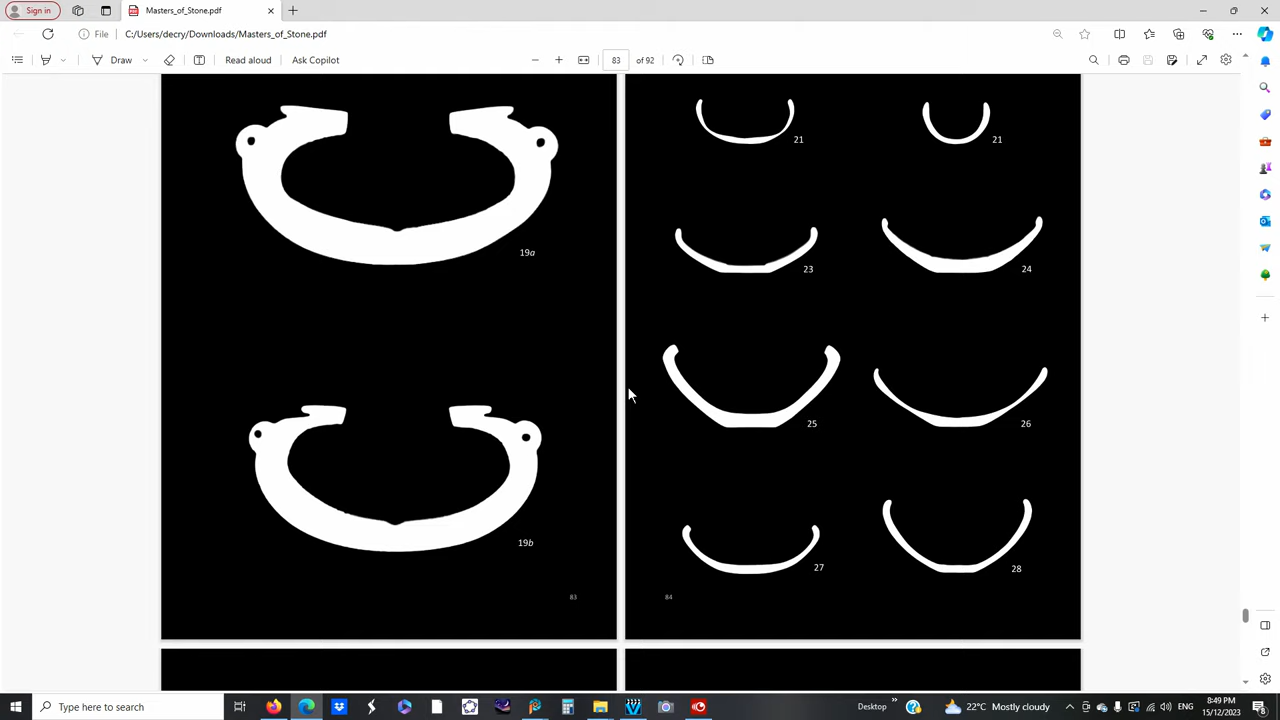 Sign in
Masters_of_Stone.pdf
File
C:/Users/decry/Downloads/Masters_of_Stone.pdf
Draw
Read aloud
Ask Copilot
83
of 92
19a
19b
83
21
21
23
24
25
26
27
28
84
Type here to search
Desktop
22°C Mostly cloudy
8:49 PM
15/12/2023